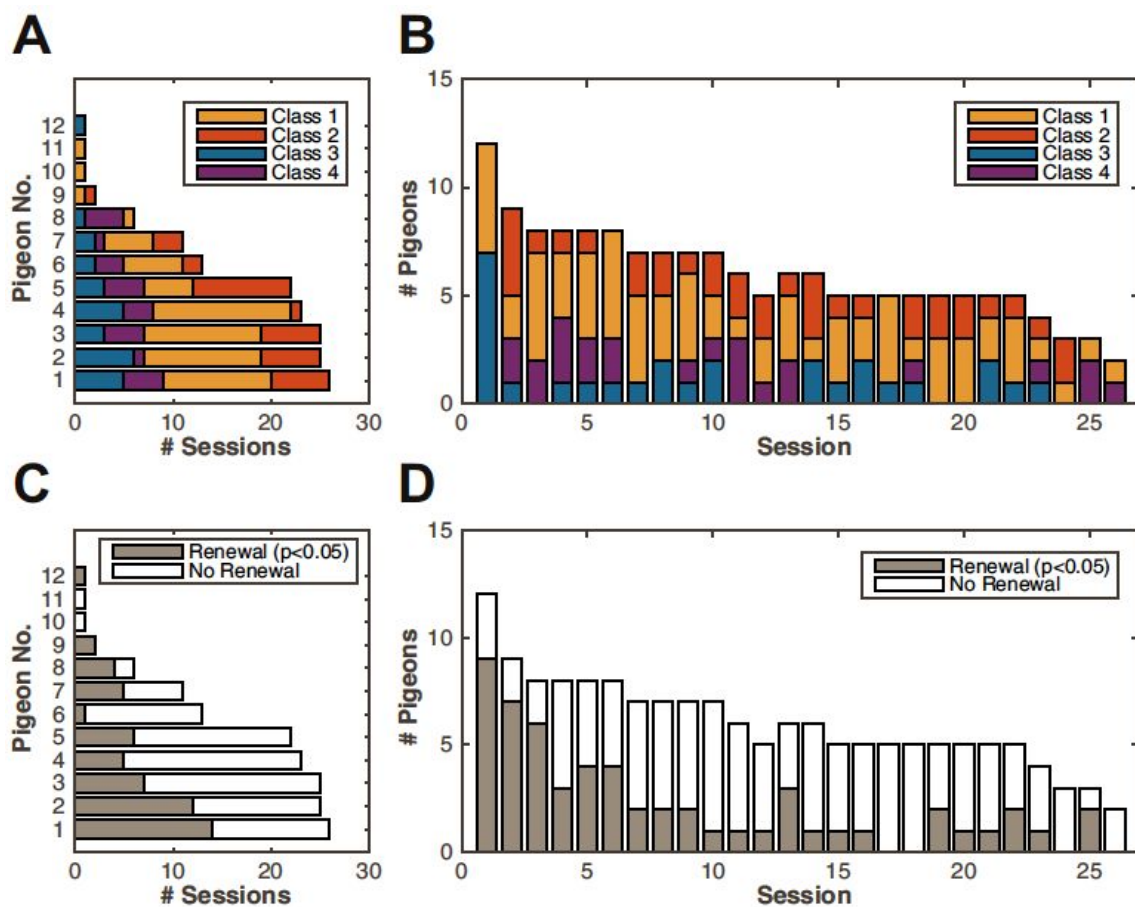 A
B
15
10
5
0
# Pigeons
Class 1
Class 2
Class 3
Class 4
12
11
10
9
8
7
6
5
4
3
2
1
Pigeon No.
0 10 20 30
# Sessions
Class 1
Class 2
Class 3
Class 4
0 5 10 15 20 25
Session
C
D
Renewal (p<0.05)
No Renewal
12
11
10
9
8
7
6
5
4
3
2
1
Pigeon No.
0 10 20 30
# Sessions
15
10
5
0
# Pigeons
Renewal (p<0.05)
No Renewal
0 5 10 15 20 25
Session